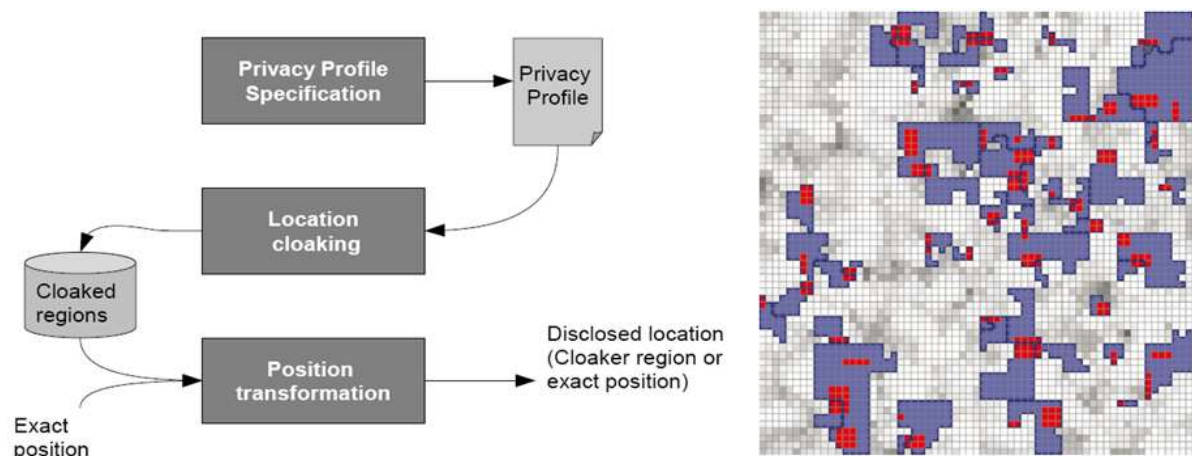 Privacy Profile
Specification
Privacy
Profile
Location
cloaking
Cloaked
regions
Position
transformation
Disclosed location
(Cloaker region or
exact position)
Exact
position